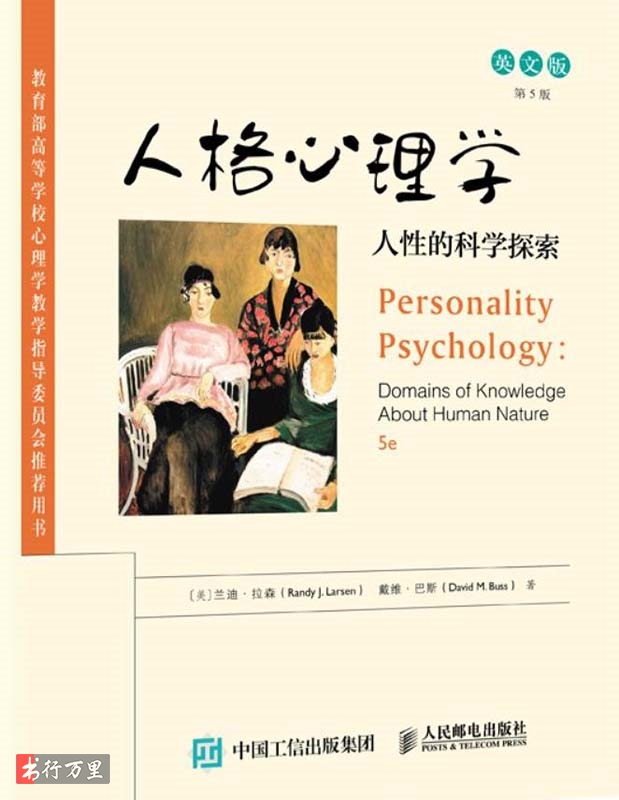 教育部高等学校心理学教学指导委员会推荐用书
英文版
第5版
人格心理学
人性的科学探索
Personality
Psychology:
Domains of Knowledge
About Human Nature
5e
[美]兰迪·拉森(Randy J. Larsen) 戴维·巴斯(David M. Buss) 著
中国工信出版集团
人民邮电出版社
POSTS & TELECOM PRESS
书行万里